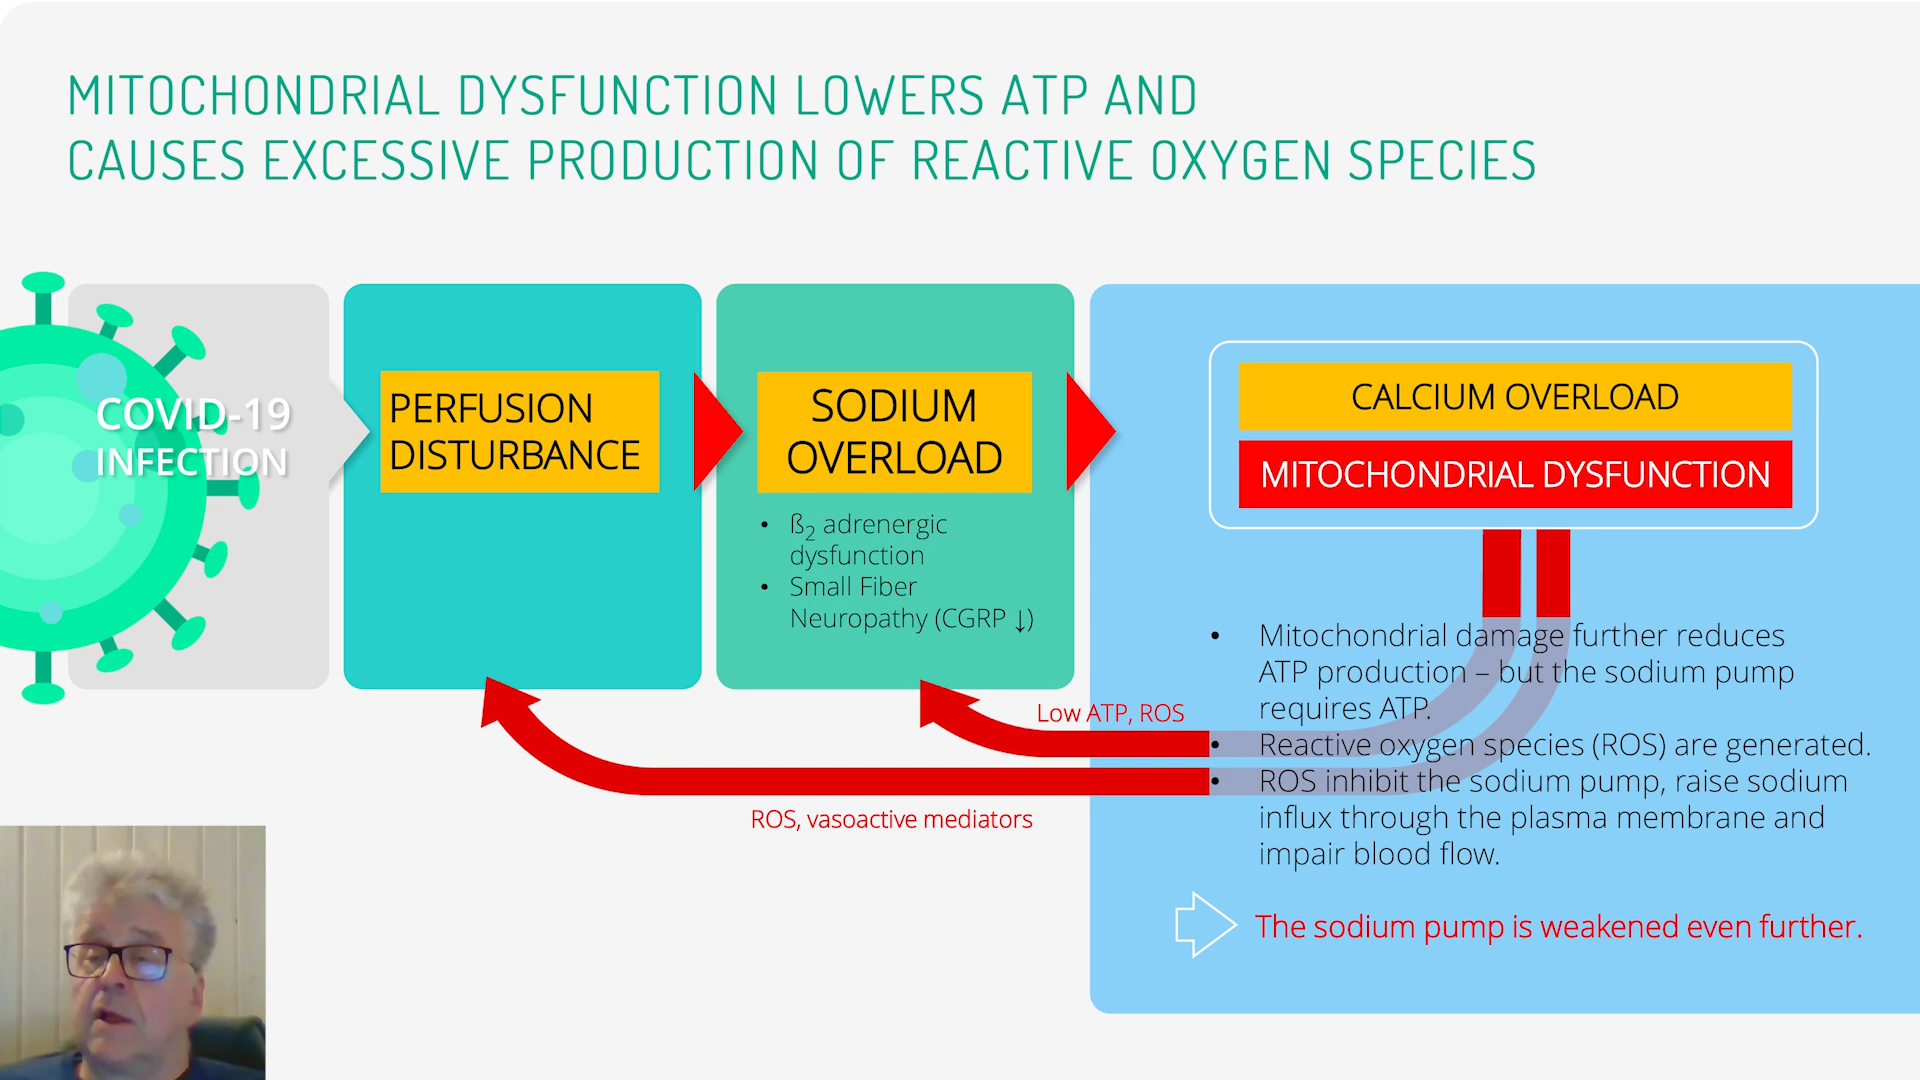 MITOCHONDRIAL DYSFUNCTION LOWERS ATP AND
CAUSES EXCESSIVE PRODUCTION OF REACTIVE OXYGEN SPECIES
COVID-19
INFECTION
PERFUSION
DISTURBANCE
SODIUM
OVERLOAD
• ß₂ adrenergic
dysfunction
• Small Fiber
Neuropathy (CGRP ↓)
CALCIUM OVERLOAD
MITOCHONDRIAL DYSFUNCTION
• Mitochondrial damage further reduces
ATP production – but the sodium pump
requires ATP.
• Reactive oxygen species (ROS) are generated.
• ROS inhibit the sodium pump, raise sodium
influx through the plasma membrane and
impair blood flow.
The sodium pump is weakened even further.
Low ATP, ROS
ROS, vasoactive mediators